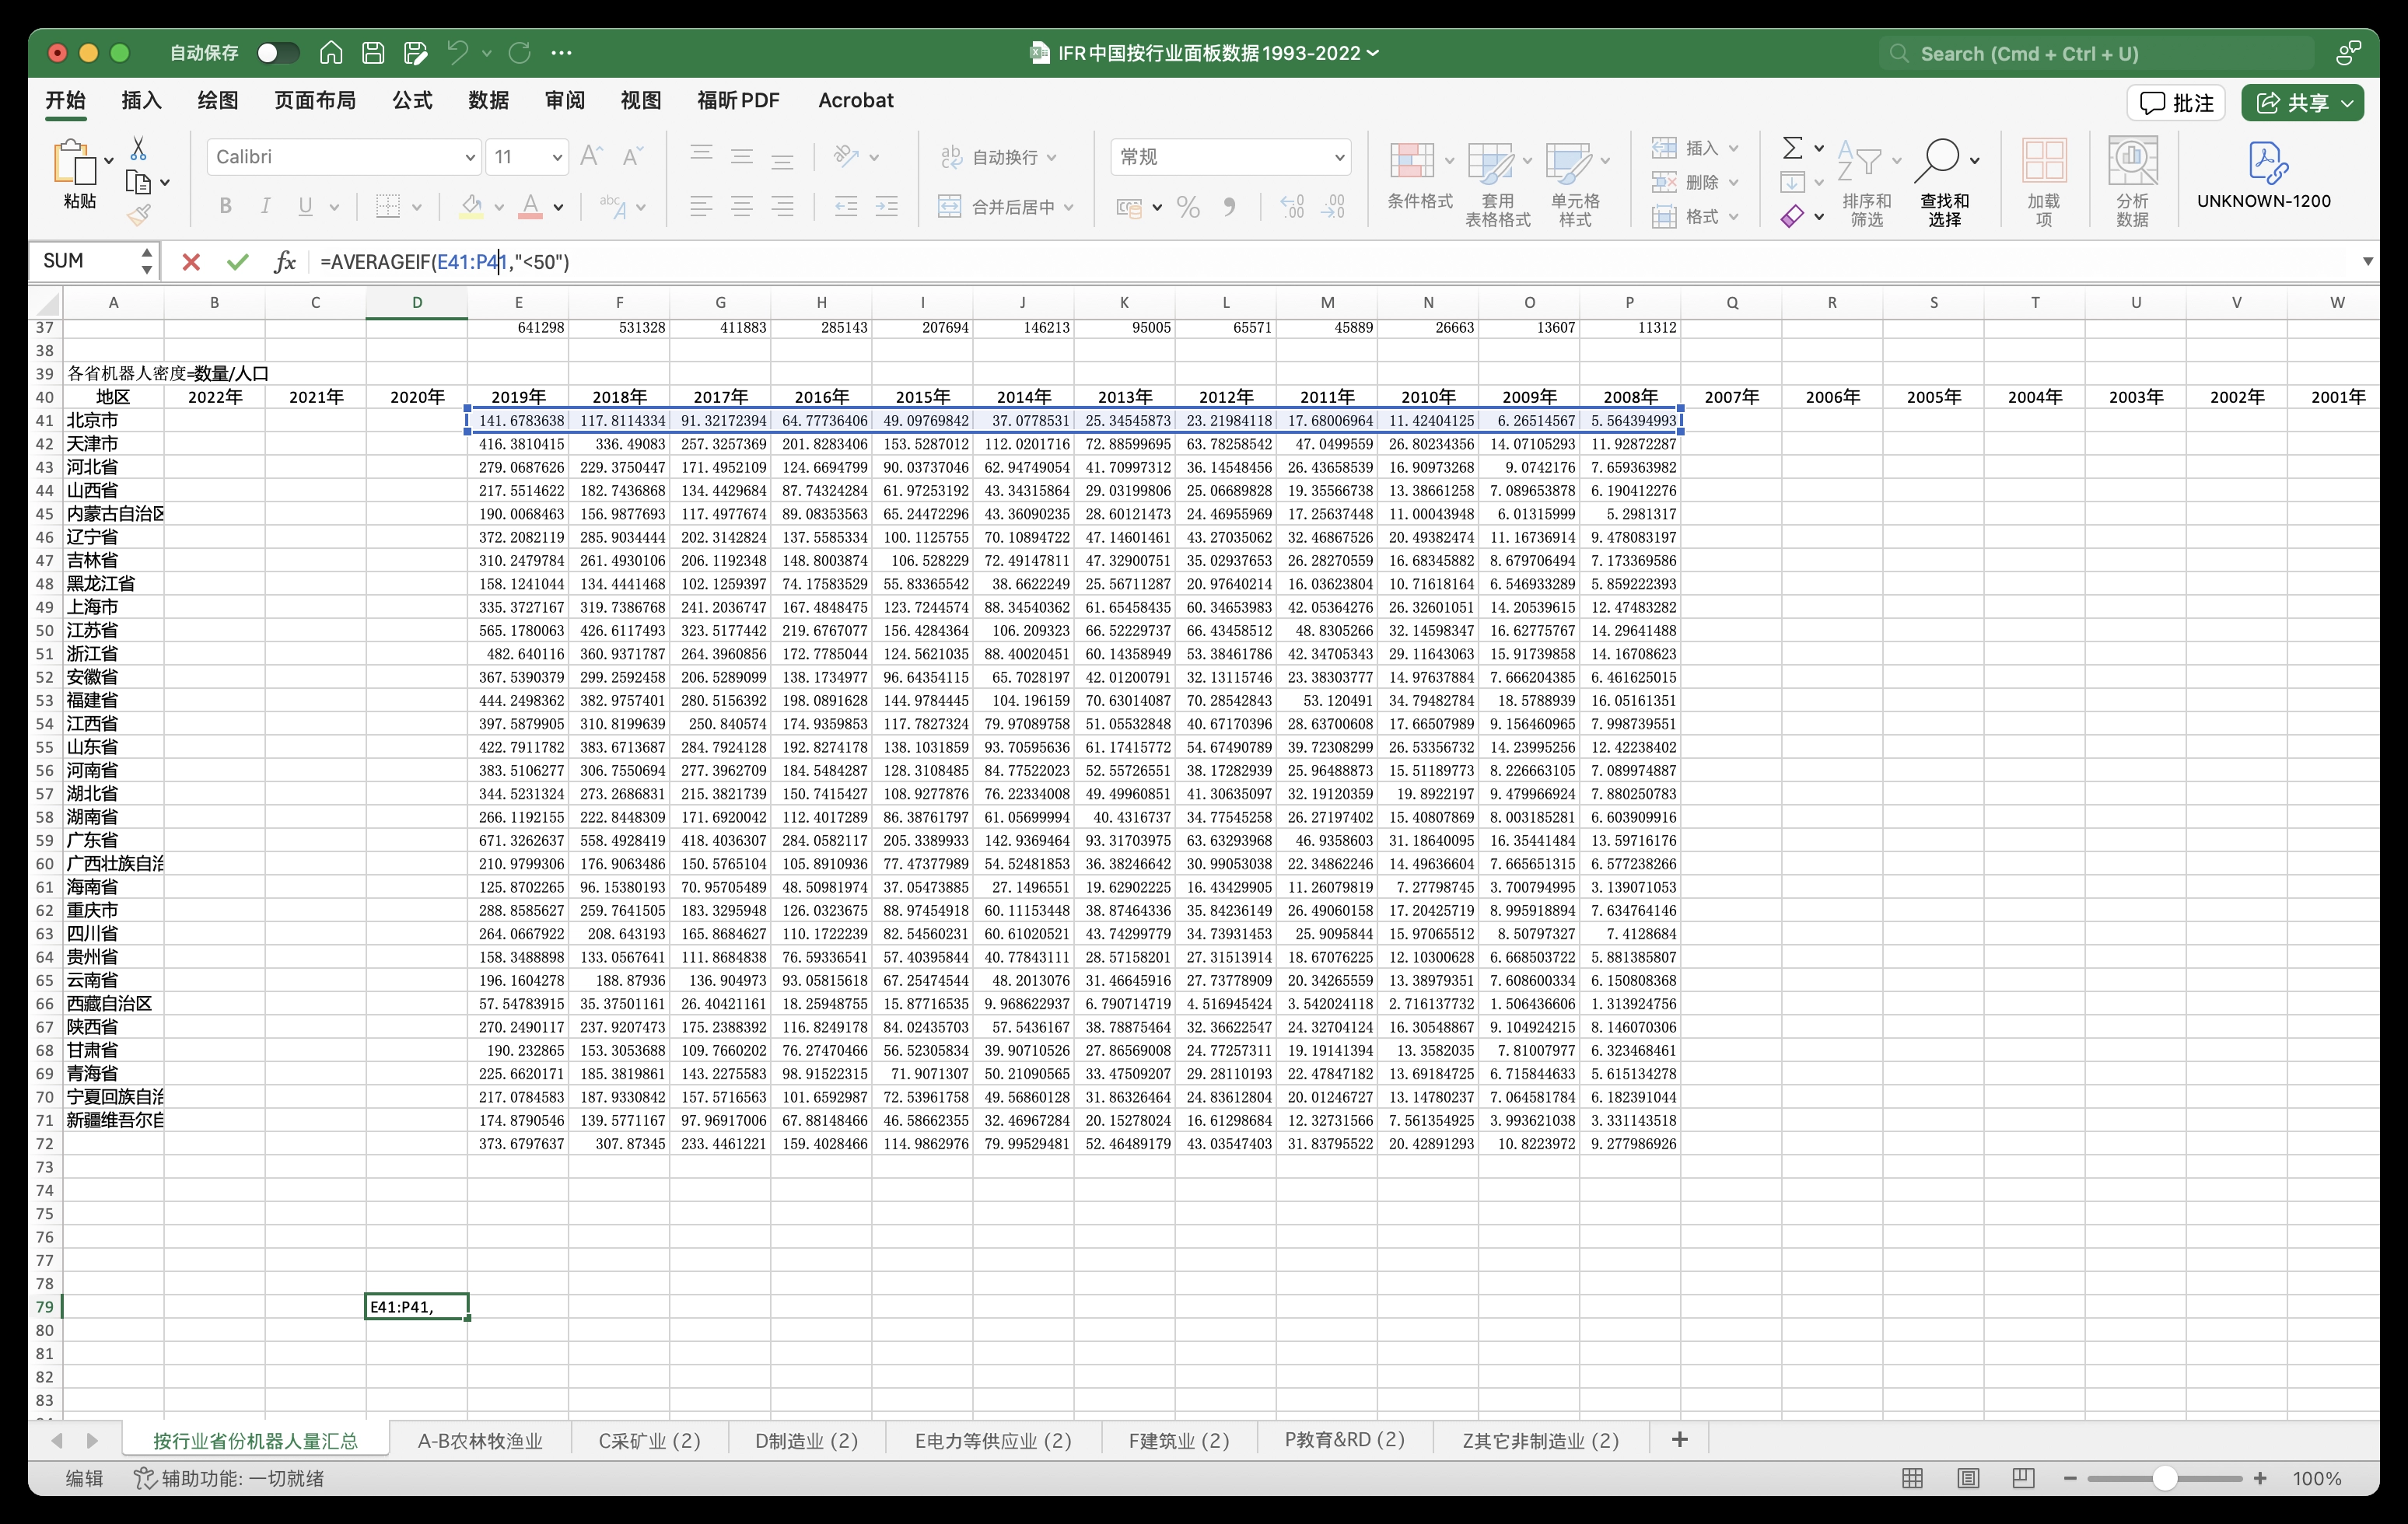 自动保存
IFR中国按行业面板数据1993-2022
Search (Cmd + Ctrl + U)
开始 插入 绘图 页面布局 公式 数据 审阅 视图 福昕PDF Acrobat 批注 共享
粘贴 Calibri 11 自动换行 合并后居中 常规 条件格式 套用表格格式 单元格样式 插入 删除 格式 排序和筛选 查找和选择 加载项 分析数据 UNKNOWN-1200
SUM fx =AVERAGEIF(E41:P41,"<50")
A B C D E F G H I J K L M N O P Q R S T U V W
37 641298 531328 411883 285143 207694 146213 95005 65571 45889 26663 13607 11312
38
39 各省机器人密度=数量/人口
40 地区 2022年 2021年 2020年 2019年 2018年 2017年 2016年 2015年 2014年 2013年 2012年 2011年 2010年 2009年 2008年 2007年 2006年 2005年 2004年 2003年 2002年 2001年
41 北京市 141.6783638 117.8114334 91.32172394 64.77736406 49.09769842 37.0778531 25.34545873 23.21984118 17.68006964 11.42404125 6.26514567 5.564394993
42 天津市 416.3810415 336.49083 257.3257369 201.8283406 153.5287012 112.0201716 72.88599695 63.78258542 47.0499559 26.80234356 14.07105293 11.92872287
43 河北省 279.0687626 229.3750447 171.4952109 124.6694799 90.03737046 62.94749054 41.70997312 36.14548456 26.43658539 16.90973268 9.0742176 7.659363982
44 山西省 217.5514622 182.7436868 134.4429684 87.74324284 61.97253192 43.34315864 29.03199806 25.06689828 19.35566738 13.38661258 7.089653878 6.190412276
45 内蒙古自治区 190.0068463 156.9877693 117.4977674 89.08353563 65.24472296 43.36090235 28.60121473 24.46955969 17.25637448 11.00043948 6.01315999 5.2981317
46 辽宁省 372.2082119 285.9034444 202.3142824 137.5585334 100.1125755 70.10894722 47.14601461 43.27035062 32.46867526 20.49382474 11.16736914 9.478083197
47 吉林省 310.2479784 261.4930106 206.1192348 148.8003874 106.528229 72.49147811 47.32900751 35.02937653 26.28270559 16.68345882 8.679706494 7.173369586
48 黑龙江省 158.1241044 134.4441468 102.1259397 74.17583529 55.83365542 38.6622249 25.56711287 20.97640214 16.03623804 10.71618164 6.546933289 5.859222393
49 上海市 335.3727167 319.7386768 241.2036747 167.4848475 123.7244574 88.34540362 61.65458435 60.34653983 42.05364276 26.32601051 14.20539615 12.47483282
50 江苏省 565.1780063 426.6117493 323.5177442 219.6767077 156.4284364 106.209323 66.52229737 66.43458512 48.8305266 32.14598347 16.62775767 14.29641488
51 浙江省 482.640116 360.9371787 264.3960856 172.7785044 124.5621035 88.40020451 60.14358949 53.38461786 42.34705343 29.11643063 15.91739858 14.16708623
52 安徽省 367.5390379 299.2592458 206.5289099 138.1734977 96.64354115 65.7028197 42.01200791 32.13115746 23.38303777 14.97637884 7.666204385 6.461625015
53 福建省 444.2498362 382.9757401 280.5156392 198.0891628 144.9784445 104.196159 70.63014087 70.28542843 53.120491 34.79482784 18.5788939 16.05161351
54 江西省 397.5879905 310.8199639 250.840574 174.9359853 117.7827324 79.97089758 51.05532848 40.67170396 28.63700608 17.66507989 9.156460965 7.998739551
55 山东省 422.7911782 383.6713687 284.7924128 192.8274178 138.1031859 93.70595636 61.17415772 54.67490789 39.72308299 26.53356732 14.23995256 12.42238402
56 河南省 383.5106277 306.7550694 277.3962709 184.5484287 128.3108485 84.77522023 52.55726551 38.17282939 25.96488873 15.51189773 8.226663105 7.089974887
57 湖北省 344.5231324 273.2686831 215.3821739 150.7415427 108.9277876 76.22334008 49.49960851 41.30635097 32.19120359 19.8922197 9.479966924 7.880250783
58 湖南省 266.1192155 222.8448309 171.6920042 112.4017289 86.38761797 61.05699994 40.4316737 34.77545258 26.27197402 15.40807869 8.003185281 6.603909916
59 广东省 671.3262637 558.4928419 418.4036307 284.0582117 205.3389933 142.9369464 93.31703975 63.63293968 46.9358603 31.18640095 16.35441484 13.59716176
60 广西壮族自治 210.9799306 176.9063486 150.5765104 105.8910936 77.47377989 54.52481853 36.38246642 30.99053038 22.34862246 14.49636604 7.665651315 6.577238266
61 海南省 125.8702265 96.15380193 70.95705489 48.50981974 37.05473885 27.1496551 19.62902225 16.43429905 11.26079819 7.27798745 3.700794995 3.139071053
62 重庆市 288.8585627 259.7641505 183.3295948 126.0323675 88.97454918 60.11153448 38.87464336 35.84236149 26.49060158 17.20425719 8.995918894 7.634764146
63 四川省 264.0667922 208.643193 165.8684627 110.1722239 82.54560231 60.61020521 43.74299779 34.73931453 25.9095844 15.97065512 8.50797327 7.4128684
64 贵州省 158.3488898 133.0567641 111.8684838 76.59336541 57.40395844 40.77843111 28.57158201 27.31513914 18.67076225 12.10300628 6.668503722 5.881385807
65 云南省 196.1604278 188.87936 136.904973 93.05815618 67.25474544 48.2013076 31.46645916 27.73778909 20.34265559 13.38979351 7.608600334 6.150808368
66 西藏自治区 57.54783915 35.37501161 26.40421161 18.25948755 15.87716535 9.968622937 6.790714719 4.516945424 3.542024118 2.716137732 1.506436606 1.313924756
67 陕西省 270.2490117 237.9207473 175.2388392 116.8249178 84.02435703 57.5436167 38.78875464 32.36622547 24.32704124 16.30548867 9.104924215 8.146070306
68 甘肃省 190.232865 153.3053688 109.7660202 76.27470466 56.52305834 39.90710526 27.86569008 24.77257311 19.19141394 13.3582035 7.81007977 6.323468461
69 青海省 225.6620171 185.3819861 143.2275583 98.91522315 71.9071307 50.21090565 33.47509207 29.28110193 22.47847182 13.69184725 6.715844633 5.615134278
70 宁夏回族自治 217.0784583 187.9330842 157.5716563 101.6592987 72.53961758 49.56860128 31.86326464 24.83612804 20.01246727 13.14780237 7.064581784 6.182391044
71 新疆维吾尔自 174.8790546 139.5771167 97.96917006 67.88148466 46.58662355 32.46967284 20.15278024 16.61298684 12.32731566 7.561354925 3.993621038 3.331143518
72 373.6797637 307.87345 233.4461221 159.4028466 114.9862976 79.99529481 52.46489179 43.03547403 31.83795522 20.42891293 10.8223972 9.277986926
73
74
75
76
77
78
79 E41:P41,
80
81
82
83
按行业省份机器人量汇总 A-B农林牧渔业 C采矿业 (2) D制造业 (2) E电力等供应业 (2) F建筑业 (2) P教育&RD (2) Z其它非制造业 (2) +
编辑 辅助功能: 一切就绪 100%